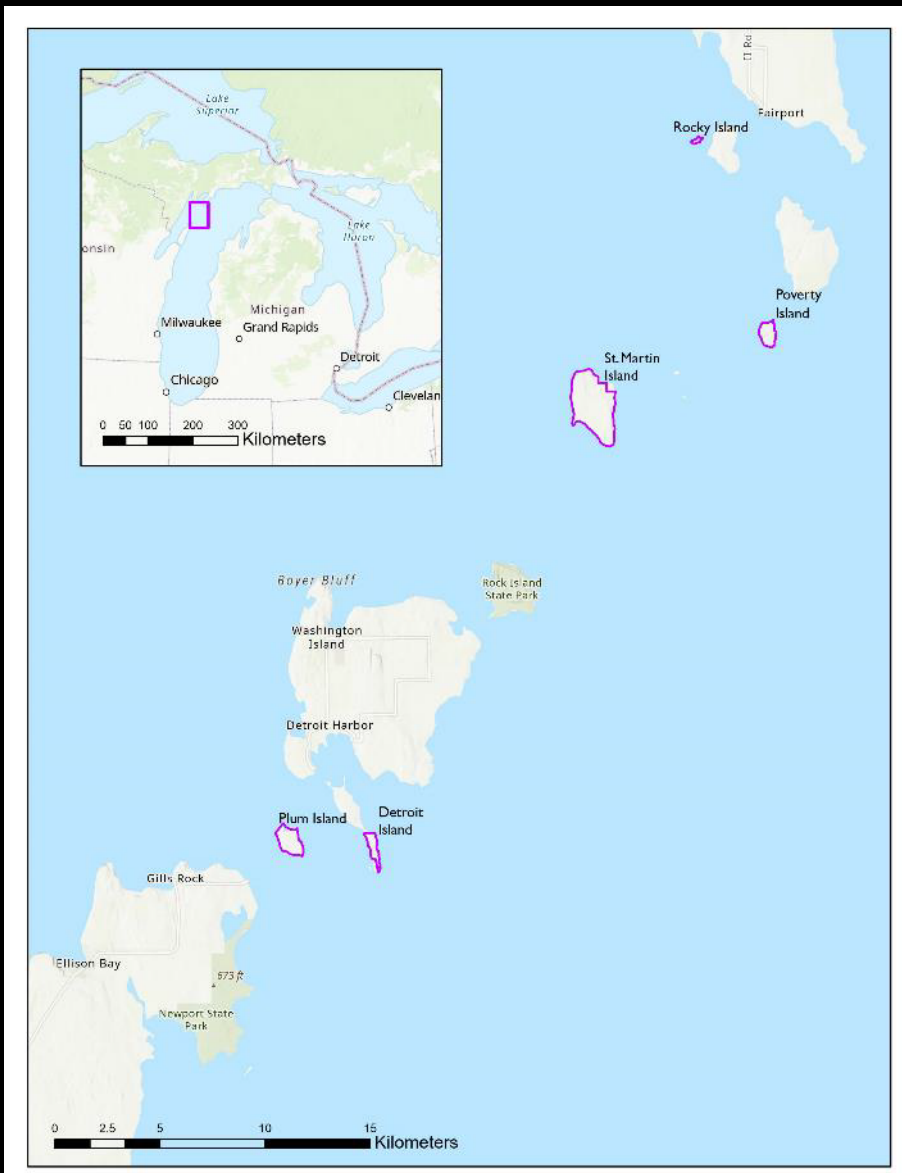 Lake
Superior
Lake
Huron
onsin
Michigan
Milwaukee
Grand Rapids
Detroit
Chicago
Clevelan
0 50 100 200 300
Kilometers
Fairport
Rocky Island
Poverty
Island
St. Martin
Island
Boyer Bluff
Rock Island
State Park
Washington
Island
Detroit Harbor
Plum Island
Detroit
Island
Gills Rock
Ellison Bay
673 ft
Newport State
Park
0 2.5 5 10 15
Kilometers